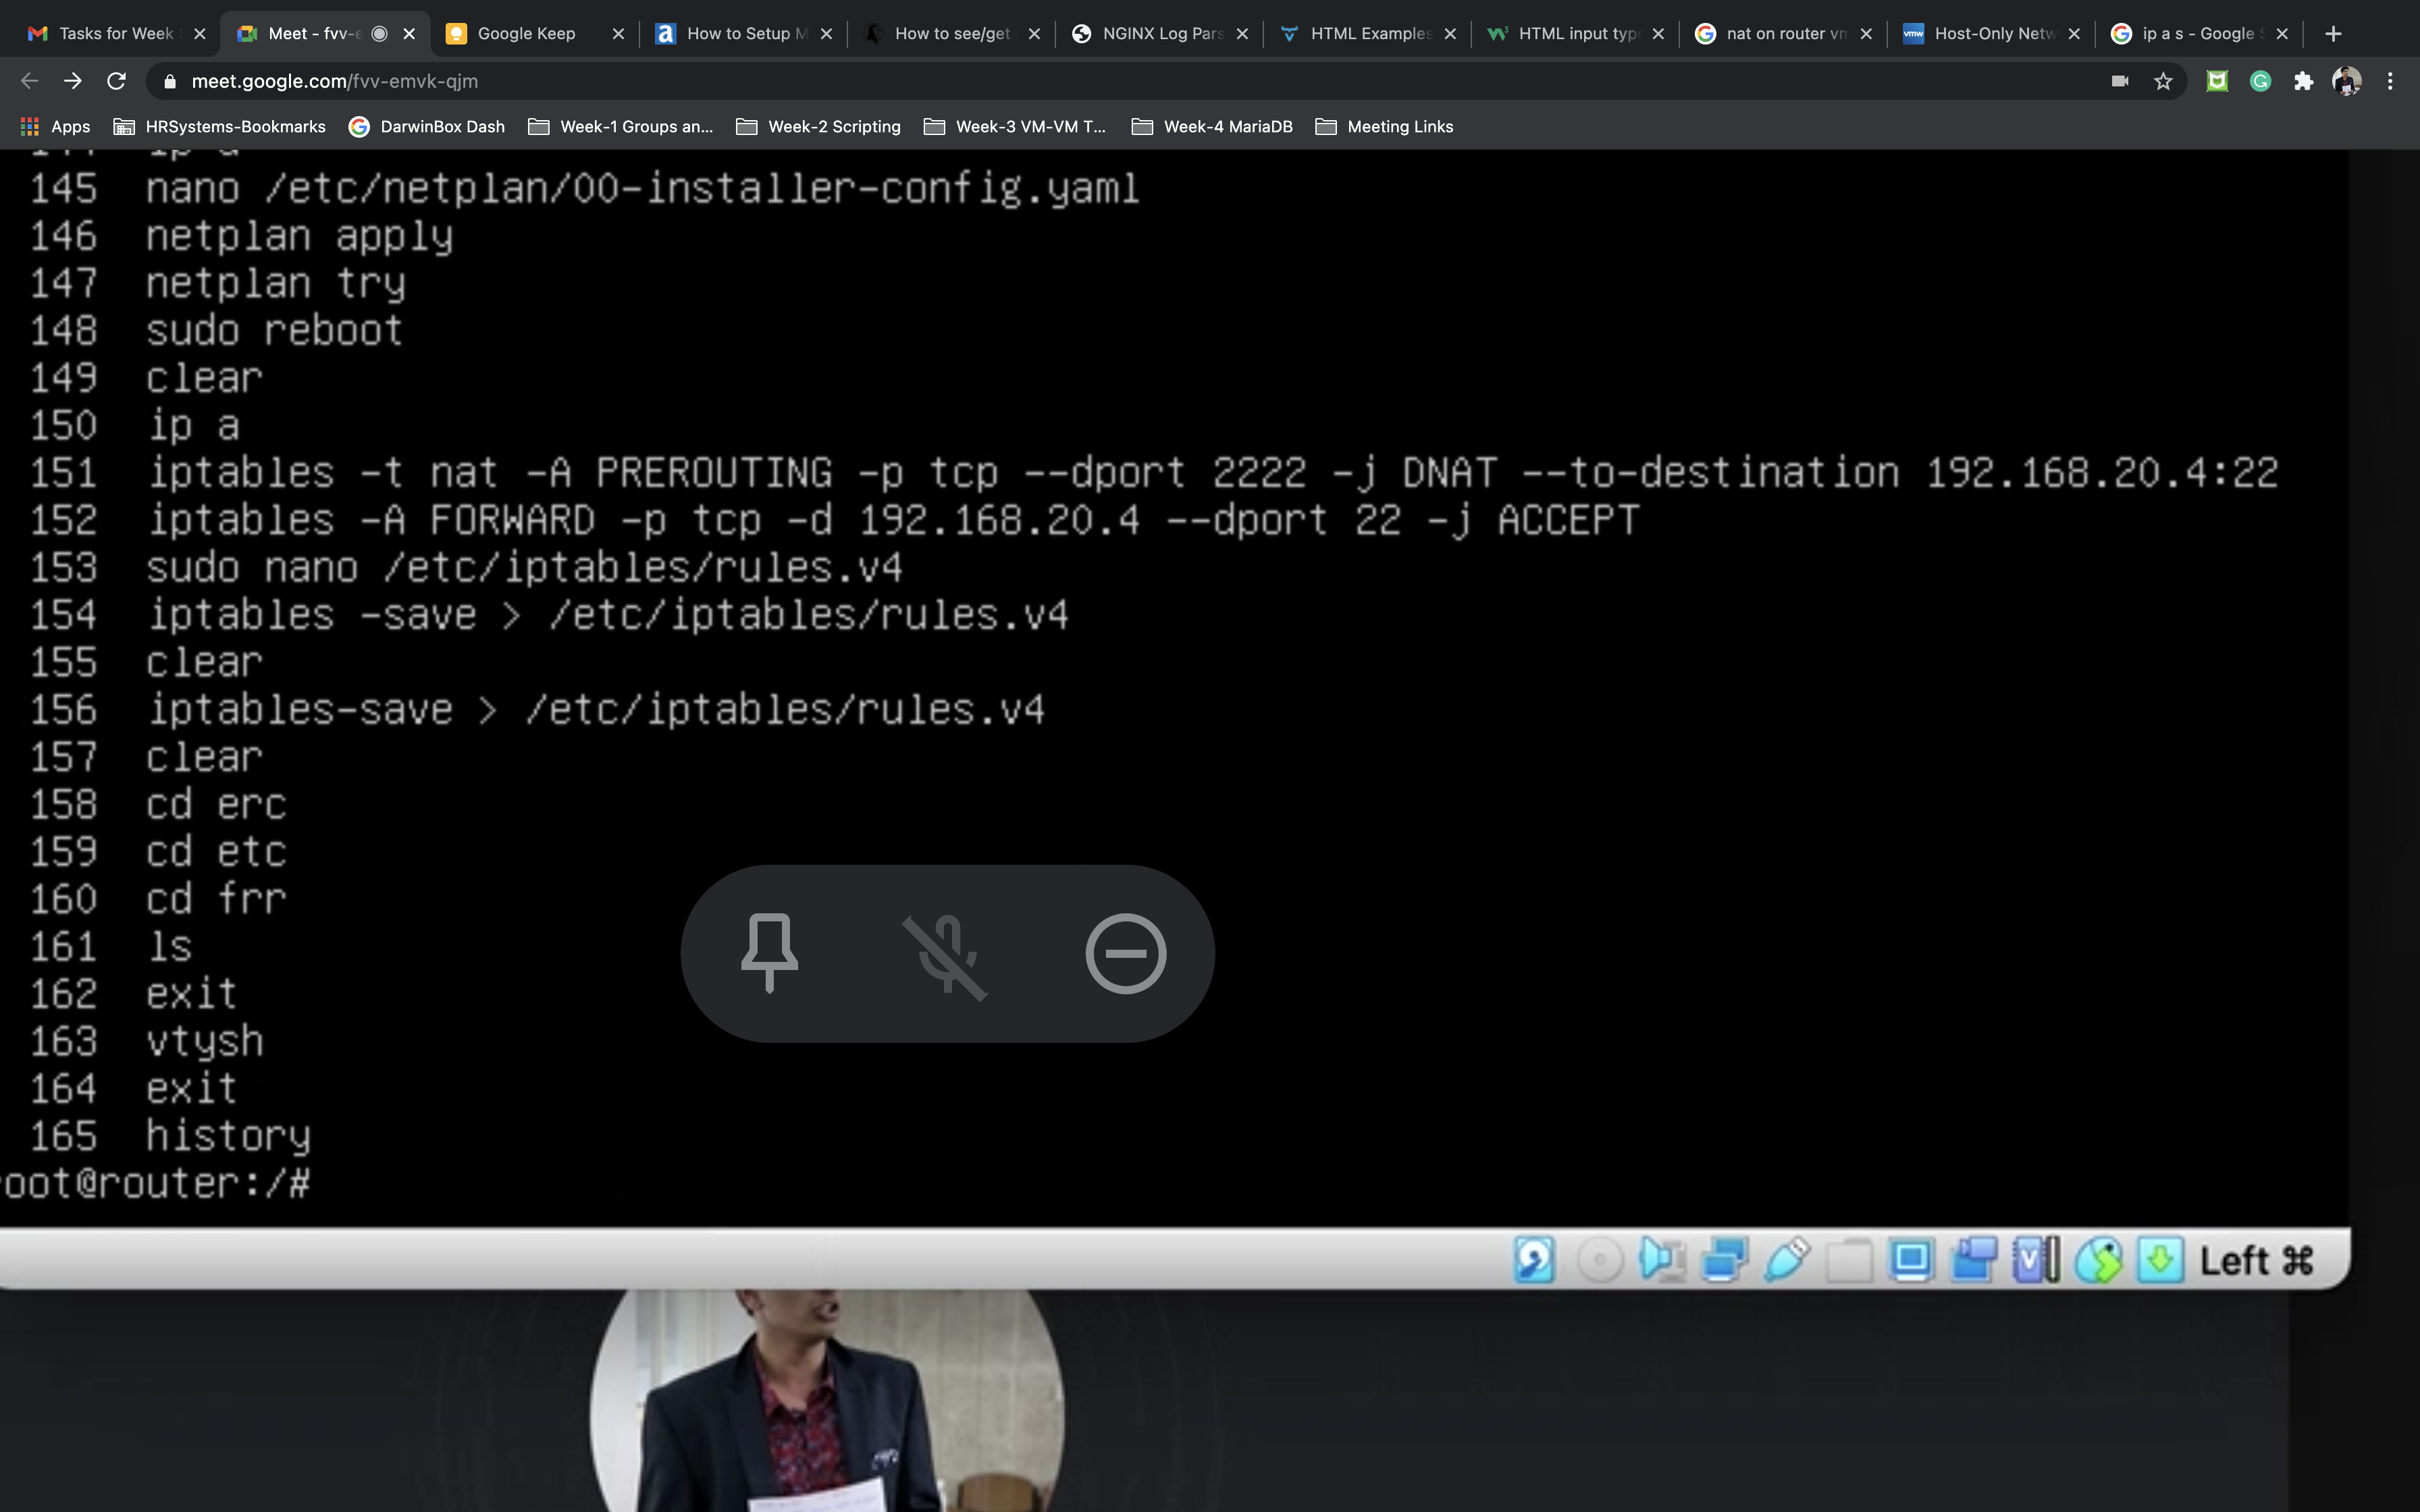 Tasks for Week
Meet - fvv-e
Google Keep
How to Setup M
How to see/get
NGINX Log Pars
HTML Examples
HTML input typ
nat on router vm
Host-Only Netw
ip a s - Google S
meet.google.com/fvv-emvk-qjm
Apps
HRSystems-Bookmarks
DarwinBox Dash
Week-1 Groups an...
Week-2 Scripting
Week-3 VM-VM T...
Week-4 MariaDB
Meeting Links
145 nano /etc/netplan/00-installer-config.yaml
146 netplan apply
147 netplan try
148 sudo reboot
149 clear
150 ip a
151 iptables -t nat -A PREROUTING -p tcp --dport 2222 -j DNAT --to-destination 192.168.20.4:22
152 iptables -A FORWARD -p tcp -d 192.168.20.4 --dport 22 -j ACCEPT
153 sudo nano /etc/iptables/rules.v4
154 iptables -save > /etc/iptables/rules.v4
155 clear
156 iptables-save > /etc/iptables/rules.v4
157 clear
158 cd erc
159 cd etc
160 cd frr
161 ls
162 exit
163 vtysh
164 exit
165 history
root@router:/#
Left ⌘